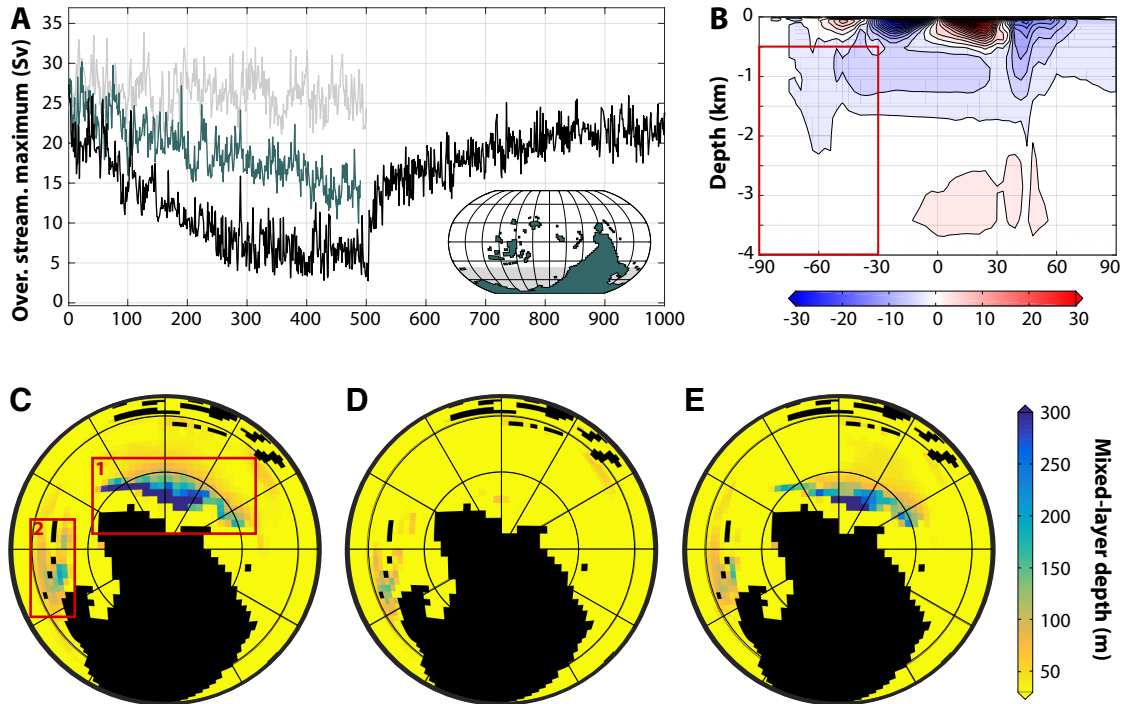 A
Over. stream. maximum (Sv)
35
30
25
20
15
10
5
0
0 100 200 300 400 500 600 700 800 900 1000
B
Depth (km)
0
-1
-2
-3
-4
-90 -60 -30 0 30 60 90
-30 -20 -10 0 10 20 30
C
1
2
D
E
300
250
200
150
100
50
Mixed-layer depth (m)